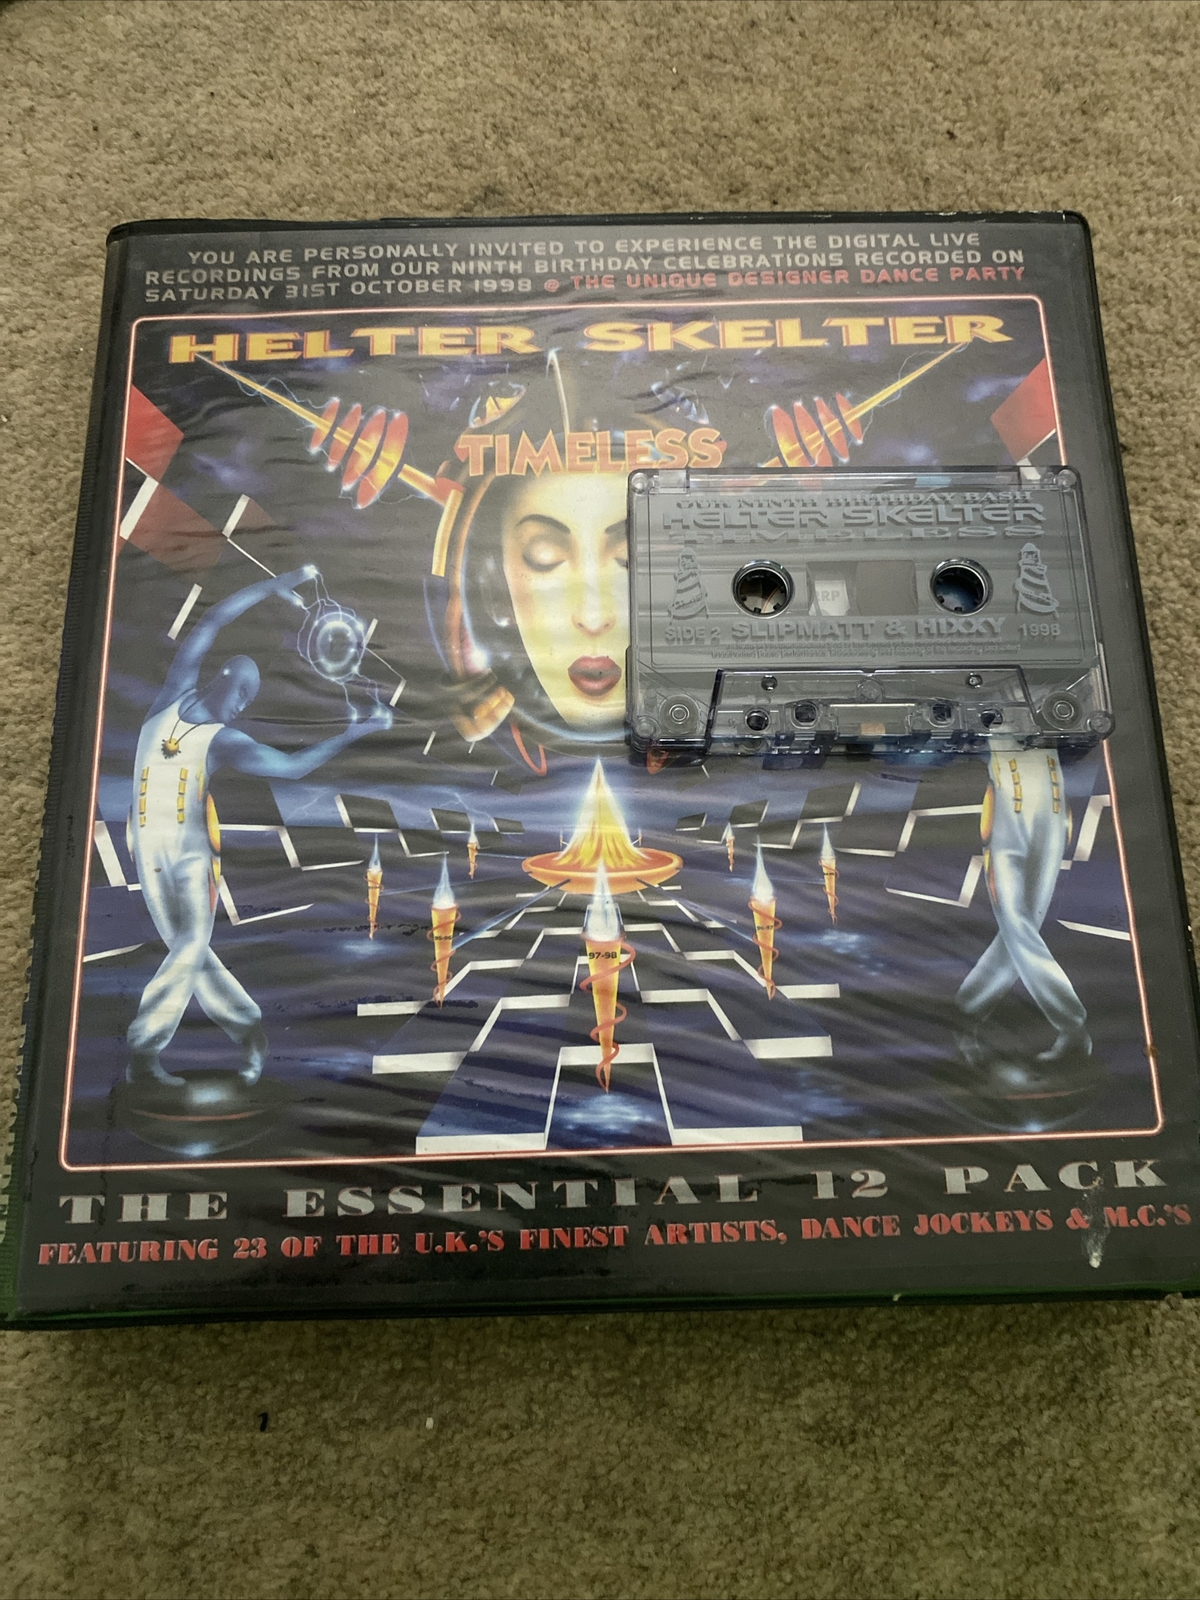 YOU ARE PERSONALLY INVITED TO EXPERIENCE THE DIGITAL LIVE
RECORDINGS FROM OUR NINTH BIRTHDAY CELEBRATIONS RECORDED ON
SATURDAY 31ST OCTOBER 1998 @ THE UNIQUE DESIGNER DANCE PARTY
HELTER SKELTER
TIMELESS
OUR NINTH BIRTHDAY BASH
HELTER SKELTER
TIMELESS
SIDE 2 SLIPMATT & HIXXY 1998
97-98
THE ESSENTIAL 12 PACK
FEATURING 23 OF THE U.K.'S FINEST ARTISTS, DANCE JOCKEYS & M.C.'S